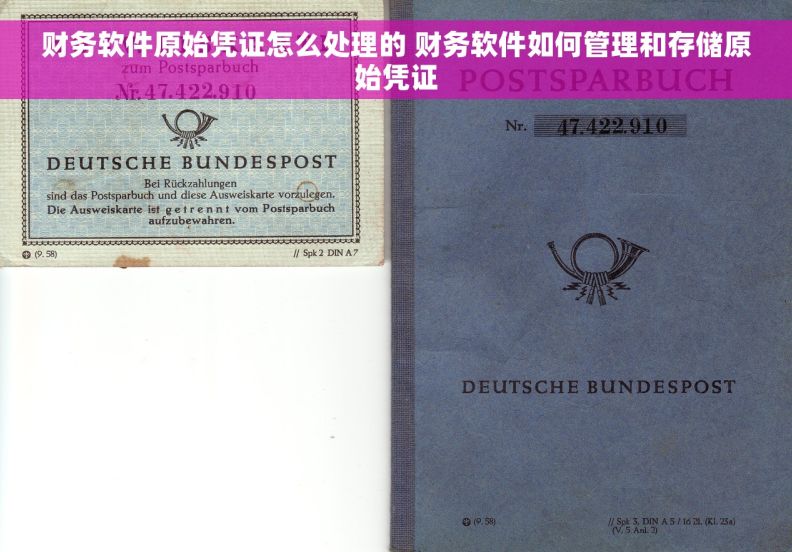 财务软件原始凭证怎么处理的 财务软件如何管理和存储原
始凭证
zum Postsparbuch
Nr. 47.422.910
DEUTSCHE BUNDESPOST
Bei Rückzahlungen
sind das Postsparbuch und diese Ausweiskarte vorzulegen.
Die Ausweiskarte ist getrennt vom Postsparbuch
aufzubewahren.
(9. 58)
// Spk 2 DIN A 7
POSTSPARBUCH
Nr. 47.422.910
DEUTSCHE BUNDESPOST
(9. 58)
// Spk 3, DIN A 5 / 16 Bl. (Kl. 23a)
(V, 5 Anl. 2)